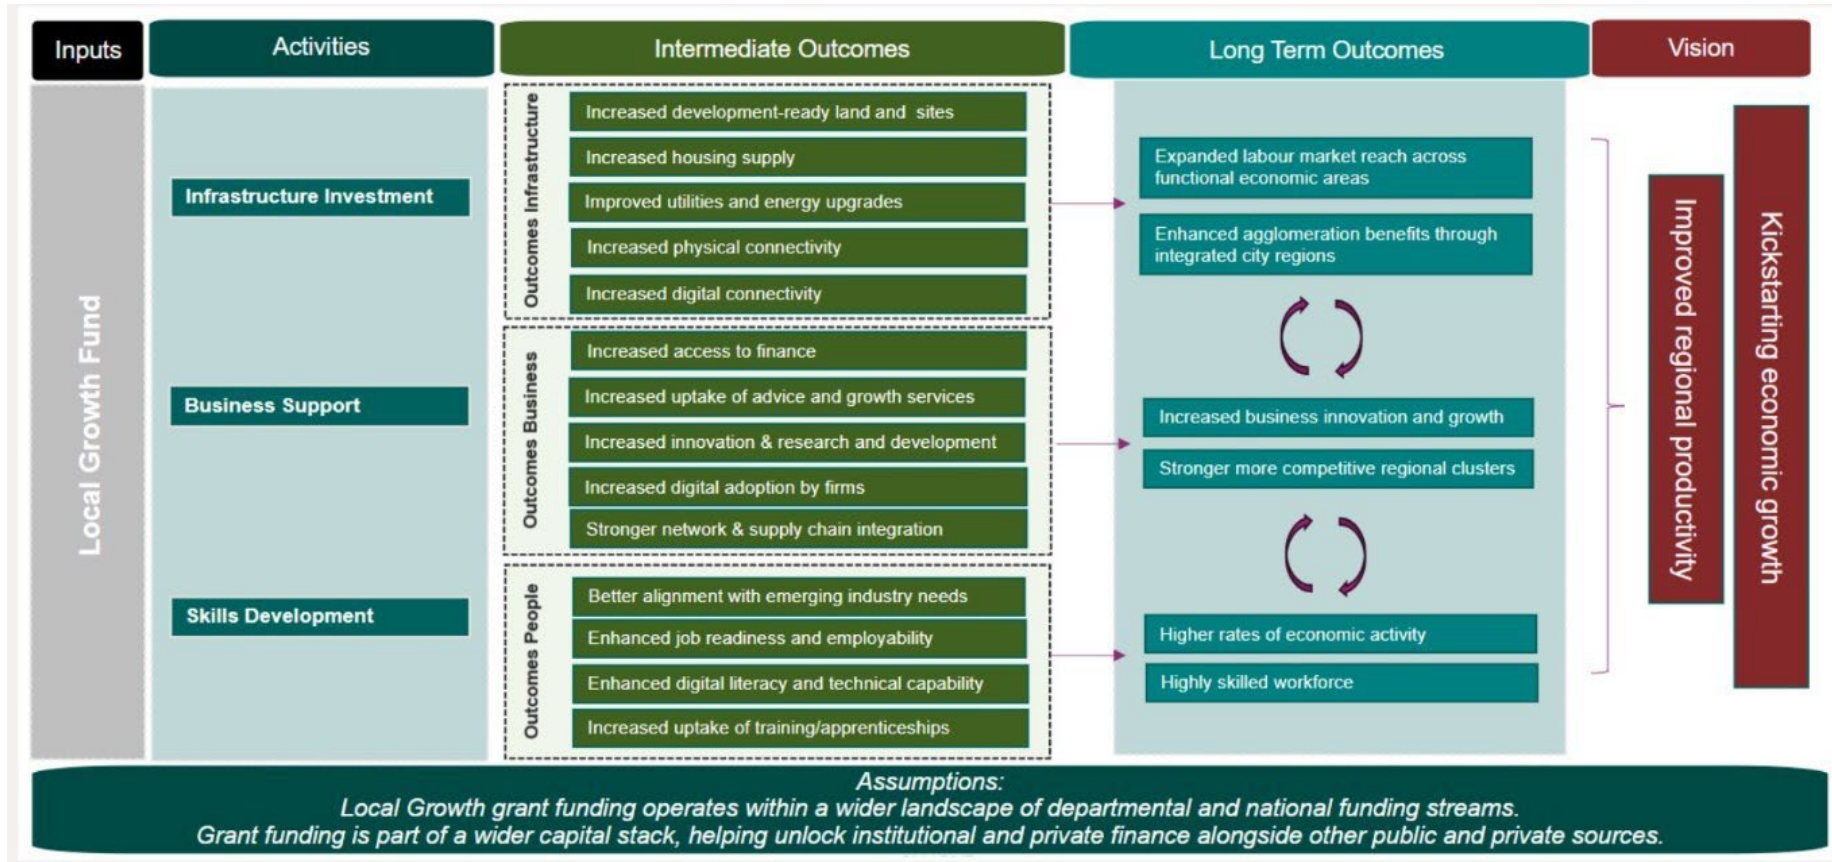 Inputs
Activities
Intermediate Outcomes
Long Term Outcomes
Vision
Local Growth Fund
Infrastructure Investment
Business Support
Skills Development
Outcomes Infrastructure
Increased development-ready land and sites
Increased housing supply
Improved utilities and energy upgrades
Increased physical connectivity
Increased digital connectivity
Outcomes Business
Increased access to finance
Increased uptake of advice and growth services
Increased innovation & research and development
Increased digital adoption by firms
Stronger network & supply chain integration
Outcomes People
Better alignment with emerging industry needs
Enhanced job readiness and employability
Enhanced digital literacy and technical capability
Increased uptake of training/apprenticeships
Expanded labour market reach across
functional economic areas
Enhanced agglomeration benefits through
integrated city regions
Increased business innovation and growth
Stronger more competitive regional clusters
Higher rates of economic activity
Highly skilled workforce
Improved regional productivity
Kickstarting economic growth
Assumptions:
Local Growth grant funding operates within a wider landscape of departmental and national funding streams.
Grant funding is part of a wider capital stack, helping unlock institutional and private finance alongside other public and private sources.